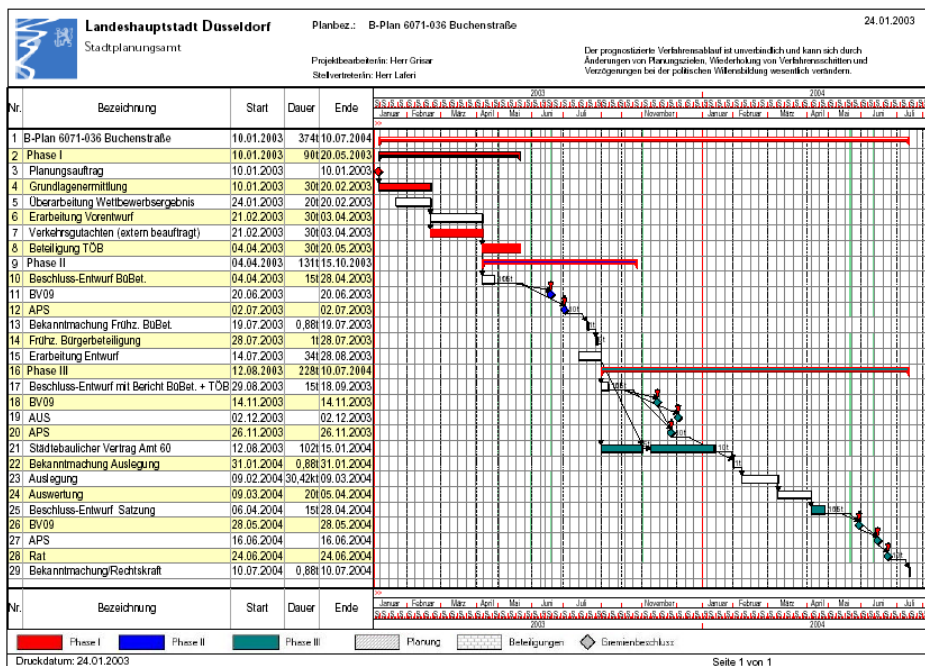 Landeshauptstadt Düsseldorf
Stadtplanungsamt
Planbez.: B-Plan 6071-036 Buchenstraße
24.01.2003
Projektbearbeiterin: Herr Grisar
Stellvertreterin: Herr Laferi
Der prognostizierte Verfahrensablauf ist unverbindlich und kann sich durch
Änderungen von Planungszielen, Wiederholung von Verfahrensschritten und
Verzögerungen bei der politischen Willensbildung wesentlich verändern.
Nr. Bezeichnung Start Dauer Ende
2003 2004
Januar Februar März April Mai Juni Juli November Januar Februar März April Mai Juni Juli
1 B-Plan 6071-036 Buchenstraße 10.01.2003 374t 10.07.2004
2 Phase I 10.01.2003 90t 20.05.2003
3 Planungsauftrag 10.01.2003 10.01.2003
4 Grundlagenermittlung 10.01.2003 30t 20.02.2003
5 Überarbeitung Wettbewerbsergebnis 24.01.2003 20t 20.02.2003
6 Erarbeitung Vorentwurf 21.02.2003 30t 03.04.2003
7 Verkehrsgutachten (extern beauftragt) 21.02.2003 30t 03.04.2003
8 Beteiligung TÖB 04.04.2003 30t 20.05.2003
9 Phase II 04.04.2003 131t 15.10.2003
10 Beschluss-Entwurf BüBet. 04.04.2003 15t 28.04.2003
11 BV09 20.06.2003 20.06.2003
12 APS 02.07.2003 02.07.2003
13 Bekanntmachung Frühz. BüBet. 19.07.2003 0,88t 19.07.2003
14 Frühz. Bürgerbeteiligung 28.07.2003 1t 28.07.2003
15 Erarbeitung Entwurf 14.07.2003 34t 28.08.2003
16 Phase III 12.08.2003 228t 10.07.2004
17 Beschluss-Entwurf mit Bericht BüBet. + TÖB 29.08.2003 15t 18.09.2003
18 BV09 14.11.2003 14.11.2003
19 AUS 02.12.2003 02.12.2003
20 APS 26.11.2003 26.11.2003
21 Städtebaulicher Vertrag Amt 60 12.08.2003 102t 15.01.2004
22 Bekanntmachung Auslegung 31.01.2004 0,88t 31.01.2004
23 Auslegung 09.02.2004 30,42kt 09.03.2004
24 Auswertung 09.03.2004 20t 05.04.2004
25 Beschluss-Entwurf Satzung 06.04.2004 15t 28.04.2004
26 BV09 28.05.2004 28.05.2004
27 APS 16.06.2004 16.06.2004
28 Rat 24.06.2004 24.06.2004
29 Bekanntmachung/Rechtskraft 10.07.2004 0,88t 10.07.2004
Nr. Bezeichnung Start Dauer Ende
Januar Februar März April Mai Juni Juli November Januar Februar März April Mai Juni Juli
2003 2004
Phase I Phase II Phase III Planung Beteiligungen Gremienbeschluss
Druckdatum: 24.01.2003 Seite 1 von 1